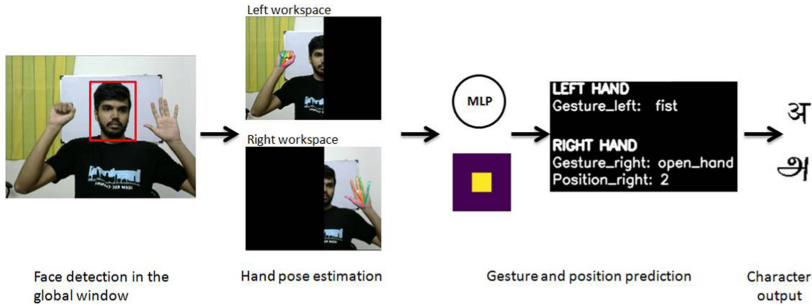 Left workspace
Right workspace
MLP
LEFT HAND
Gesture_left: fist
RIGHT HAND
Gesture_right: open_hand
Position_right: 2
अ
அ
Face detection in the
global window
Hand pose estimation
Gesture and position prediction
Character
output